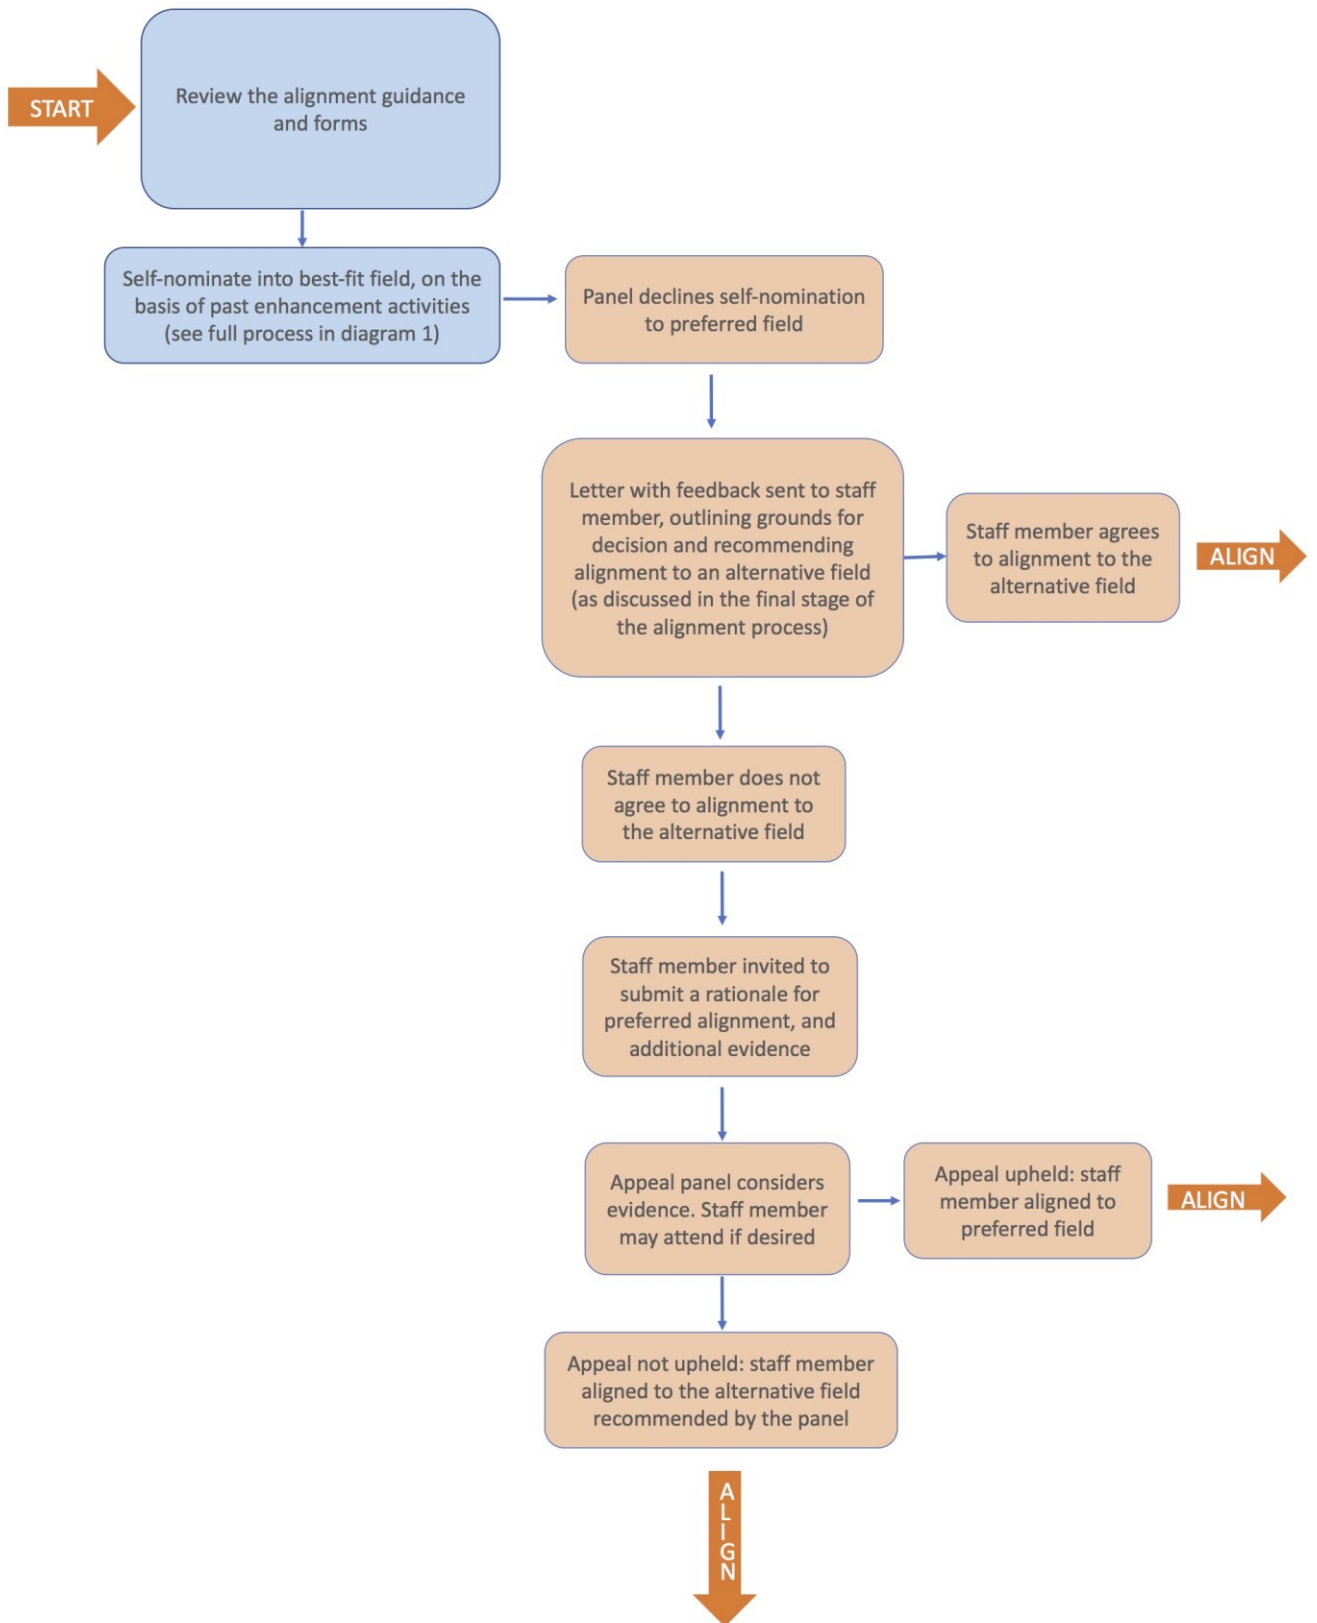 START
Review the alignment guidance
and forms
Self-nominate into best-fit field, on the
basis of past enhancement activities
(see full process in diagram 1)
Panel declines self-nomination
to preferred field
Letter with feedback sent to staff
member, outlining grounds for
decision and recommending
alignment to an alternative field
(as discussed in the final stage of
the alignment process)
Staff member agrees
to alignment to the
alternative field
ALIGN
Staff member does not
agree to alignment to
the alternative field
Staff member invited to
submit a rationale for
preferred alignment, and
additional evidence
Appeal panel considers
evidence. Staff member
may attend if desired
Appeal upheld: staff
member aligned to
preferred field
ALIGN
Appeal not upheld: staff member
aligned to the alternative field
recommended by the panel
ALIGN